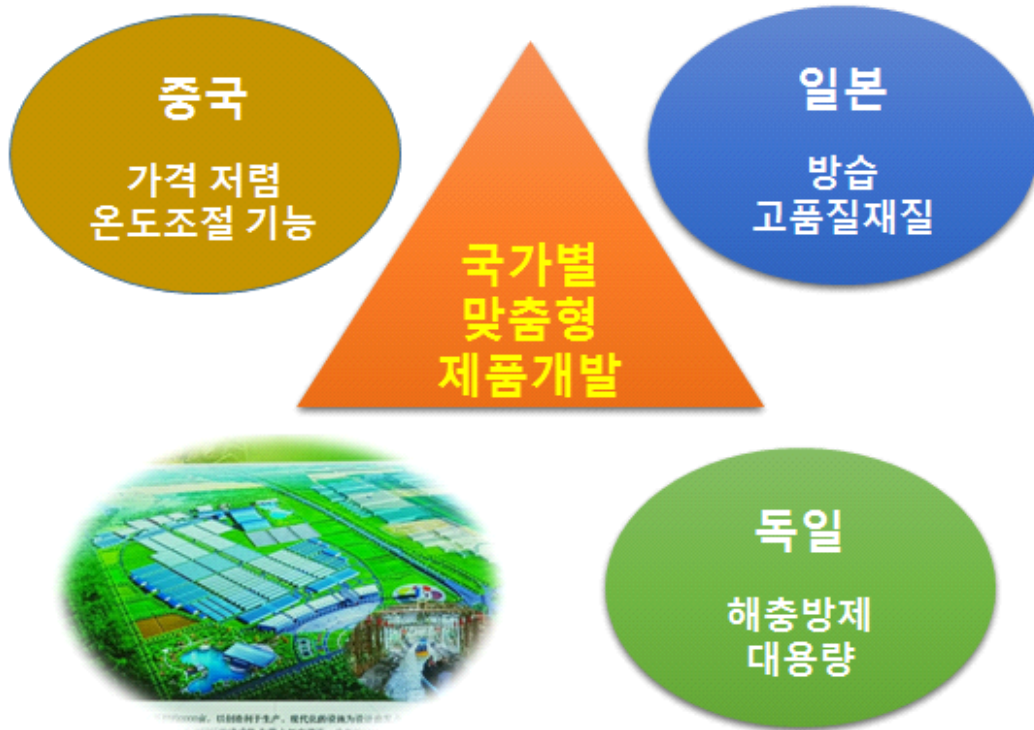 중국
가격 저렴
온도조절 기능
일본
방습
고품질재질
국가별
맞춤형
제품개발
독일
해충방제
대용량